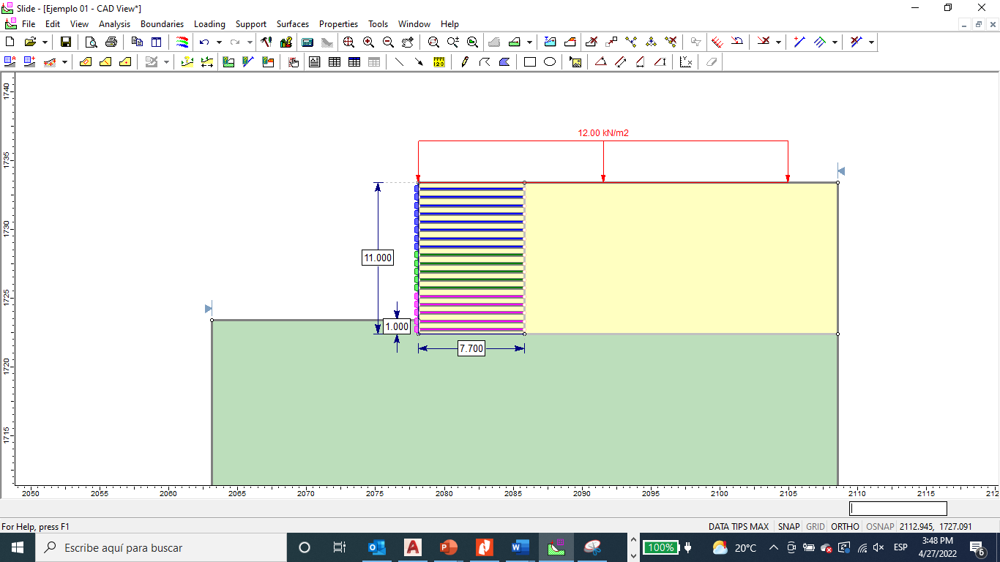 Slide - [Ejemplo 01 - CAD View*]
File Edit View Analysis Boundaries Loading Support Surfaces Properties Tools Window Help
1740
12.00 kN/m2
1735
1730
11.000
1725
1.000
7.700
1720
1715
2050 2055 2060 2065 2070 2075 2080 2085 2090 2095 2100 2105 2110 2115 212
For Help, press F1 DATA TIPS MAX SNAP GRID ORTHO OSNAP 2112.945, 1727.091
Escribe aquí para buscar 100% 20°C ESP 3:48 PM
4/27/2022 6